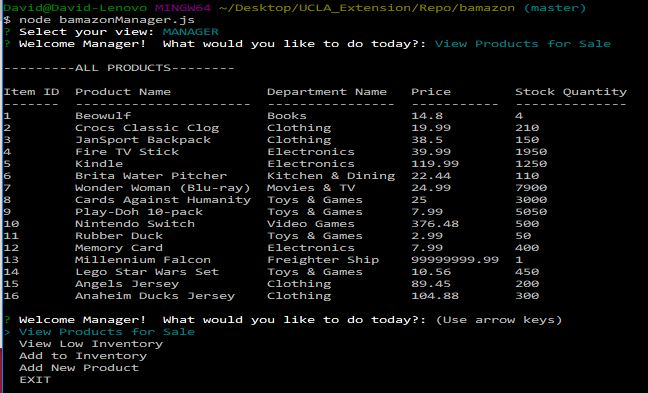 David@David-Lenovo MINGW64 ~/Desktop/UCLA_Extension/Repo/bamazon (master)
$ node bamazonManager.js
? Select your view: MANAGER
? Welcome Manager!  What would you like to do today?: View Products for Sale
---------ALL PRODUCTS--------
Item ID  Product Name            Department Name   Price        Stock Quantity
-------  ----------------------  ----------------  -----------  --------------
1        Beowulf                 Books             14.8         4
2        Crocs Classic Clog      Clothing          19.99        210
3        JanSport Backpack       Clothing          38.5         150
4        Fire TV Stick           Electronics       39.99        1950
5        Kindle                  Electronics       119.99       1250
6        Brita Water Pitcher     Kitchen & Dining  22.44        110
7        Wonder Woman (Blu-ray)  Movies & TV       24.99        7900
8        Cards Against Humanity  Toys & Games      25           3000
9        Play-Doh 10-pack        Toys & Games      7.99         5050
10       Nintendo Switch         Video Games       376.48       500
11       Rubber Duck             Toys & Games      2.99         50
12       Memory Card             Electronics       7.99         400
13       Millennium Falcon       Freighter Ship    99999999.99  1
14       Lego Star Wars Set      Toys & Games      10.56        450
15       Angels Jersey           Clothing          89.45        200
16       Anaheim Ducks Jersey    Clothing          104.88       300
? Welcome Manager!  What would you like to do today?: (Use arrow keys)
> View Products for Sale
  View Low Inventory
  Add to Inventory
  Add New Product
  EXIT